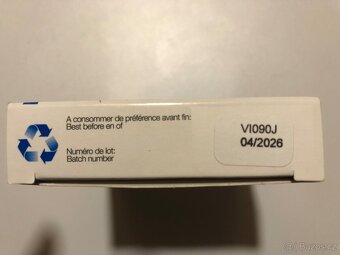 A consommer de préférence avant fin:
Best before en of
VI090J
04/2026
Numéro de lot:
Batch number